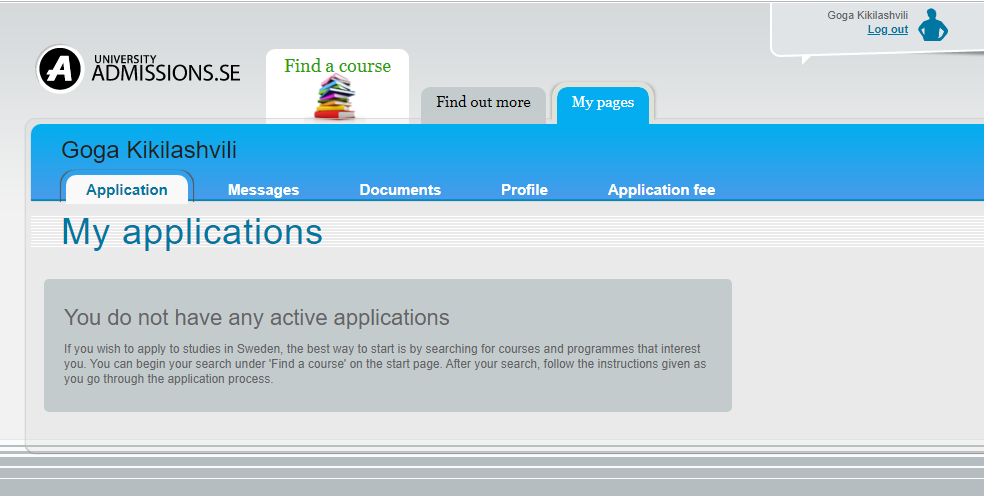 Goga Kikilashvili
Log out
A UNIVERSITY
ADMISSIONS.SE
Find a course
Find out more
My pages
Goga Kikilashvili
Application
Messages
Documents
Profile
Application fee
My applications
You do not have any active applications
If you wish to apply to studies in Sweden, the best way to start is by searching for courses and programmes that interest
you. You can begin your search under 'Find a course' on the start page. After your search, follow the instructions given as
you go through the application process.